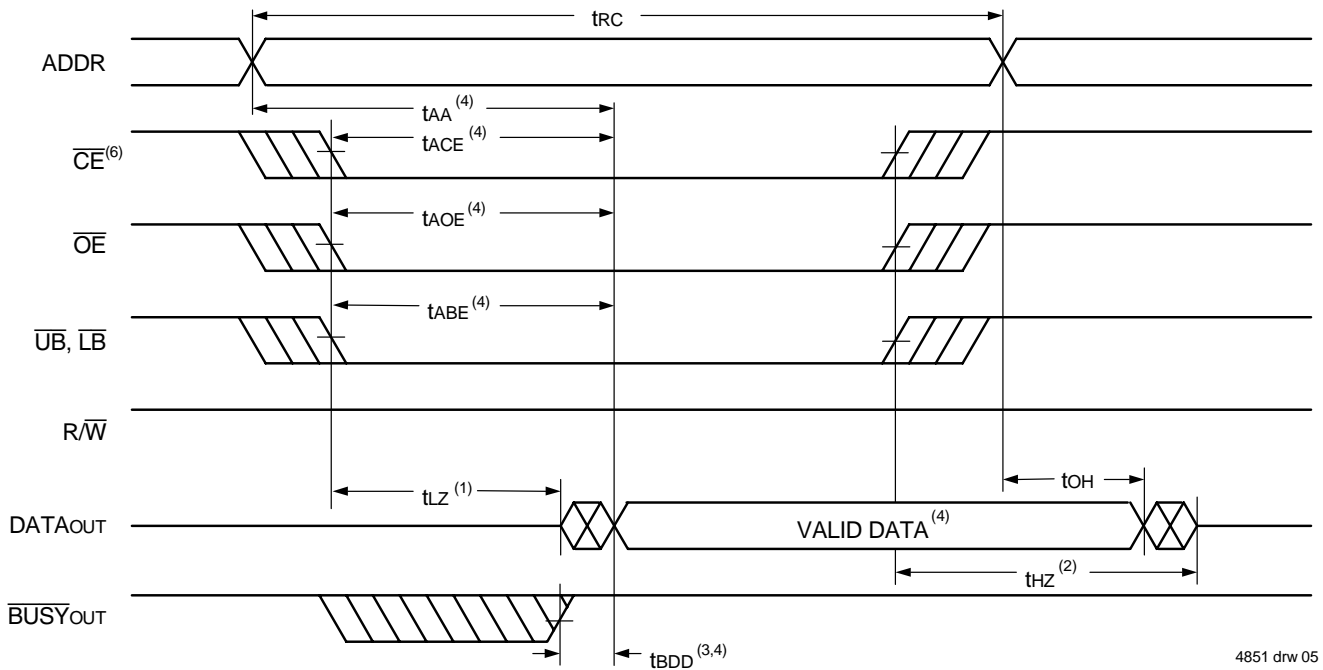 tRC
ADDR
tAA (4)
CE (6)
tACE (4)
OE
tAOE (4)
UB, LB
tABE (4)
R/W
tLZ (1)
tOH
DATAOUT
VALID DATA (4)
tHZ (2)
BUSYOUT
tBDD (3,4)
4851 drw 05